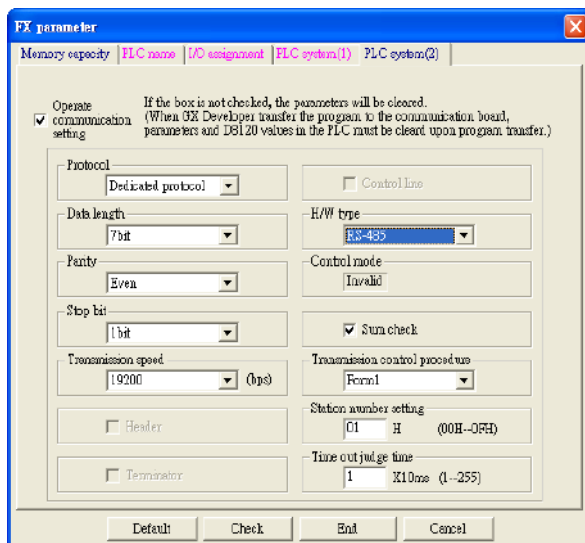 FX parameter
Memory capacity PLC name I/O assignment PLC system(1) PLC system(2)
Operate communication setting
If the box is not checked, the parameters will be cleared.
(When GX Developer transfer the program to the communication board,
parameters and D8120 values in the PLC must be cleard upon program transfer.)
Protocol
Dedicated protocol
Control line
Data length
7bit
H/W type
RS-485
Parity
Even
Control mode
Invalid
Stop bit
1bit
Sum check
Transmission speed
19200 (bps)
Transmission control procedure
Form1
Header
Station number setting
01 H (00H--0FH)
Terminator
Time out judge time
1 X10ms (1--255)
Default Check End Cancel